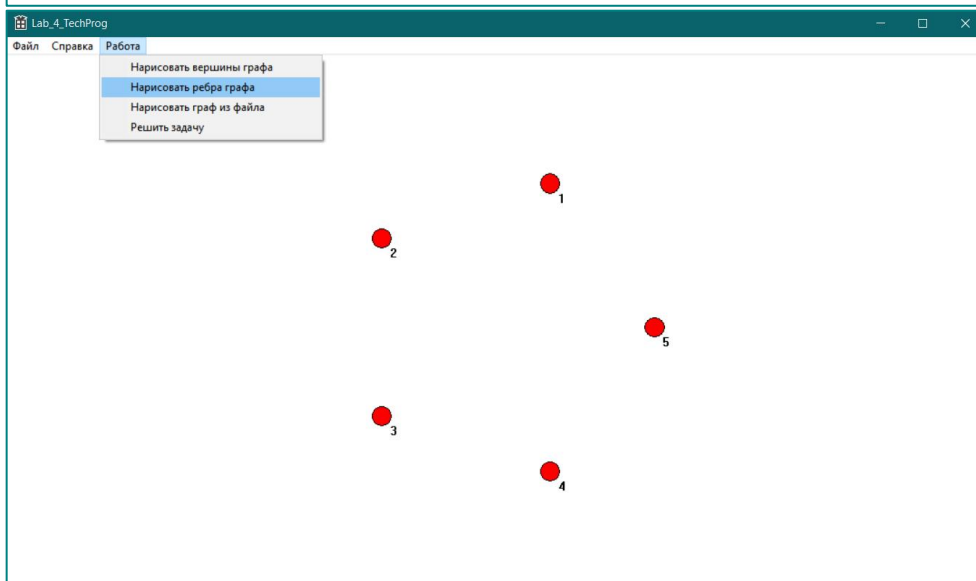 Lab_4_TechProg
Файл Справка Работа
Нарисовать вершины графа
Нарисовать ребра графа
Нарисовать граф из файла
Решить задачу
1
2
5
3
4